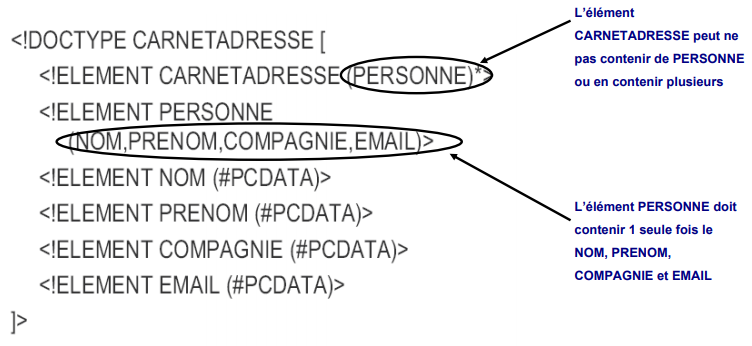 <!DOCTYPE CARNETADRESSE [
<!ELEMENT CARNETADRESSE (PERSONNE)*>
<!ELEMENT PERSONNE
(NOM,PRENOM,COMPAGNIE,EMAIL)>
<!ELEMENT NOM (#PCDATA)>
<!ELEMENT PRENOM (#PCDATA)>
<!ELEMENT COMPAGNIE (#PCDATA)>
<!ELEMENT EMAIL (#PCDATA)>
]>
L'élément
CARNETADRESSE peut ne
pas contenir de PERSONNE
ou en contenir plusieurs
L'élément PERSONNE doit
contenir 1 seule fois le
NOM, PRENOM,
COMPAGNIE et EMAIL